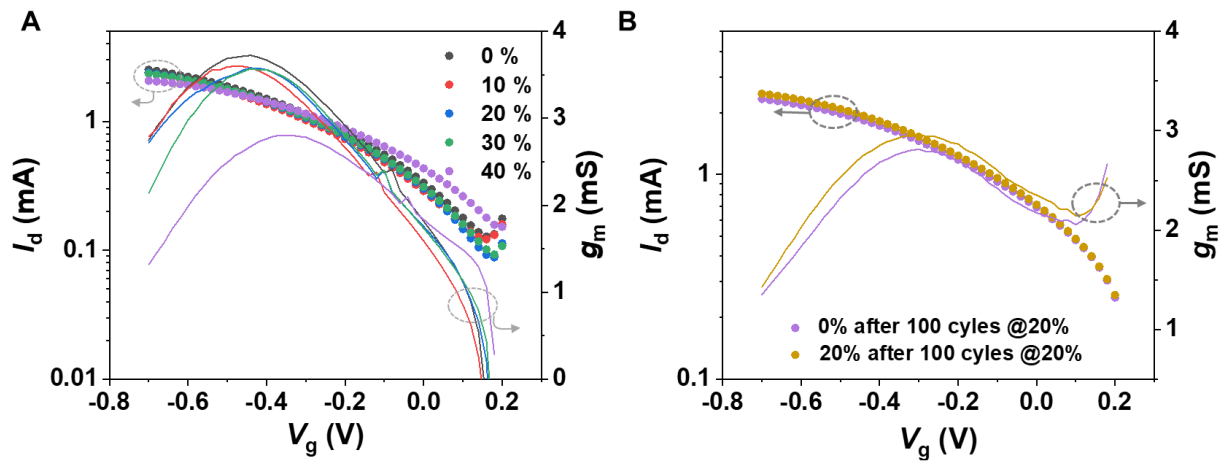 A
I_d (mA)
1
0.1
0.01
-0.8 -0.6 -0.4 -0.2 0.0 0.2
V_g (V)
4
3
2
1
0
g_m (mS)
0 %
10 %
20 %
30 %
40 %
B
I_d (mA)
1
0.1
-0.8 -0.6 -0.4 -0.2 0.0 0.2
V_g (V)
4
3
2
1
g_m (mS)
0% after 100 cyles @20%
20% after 100 cyles @20%